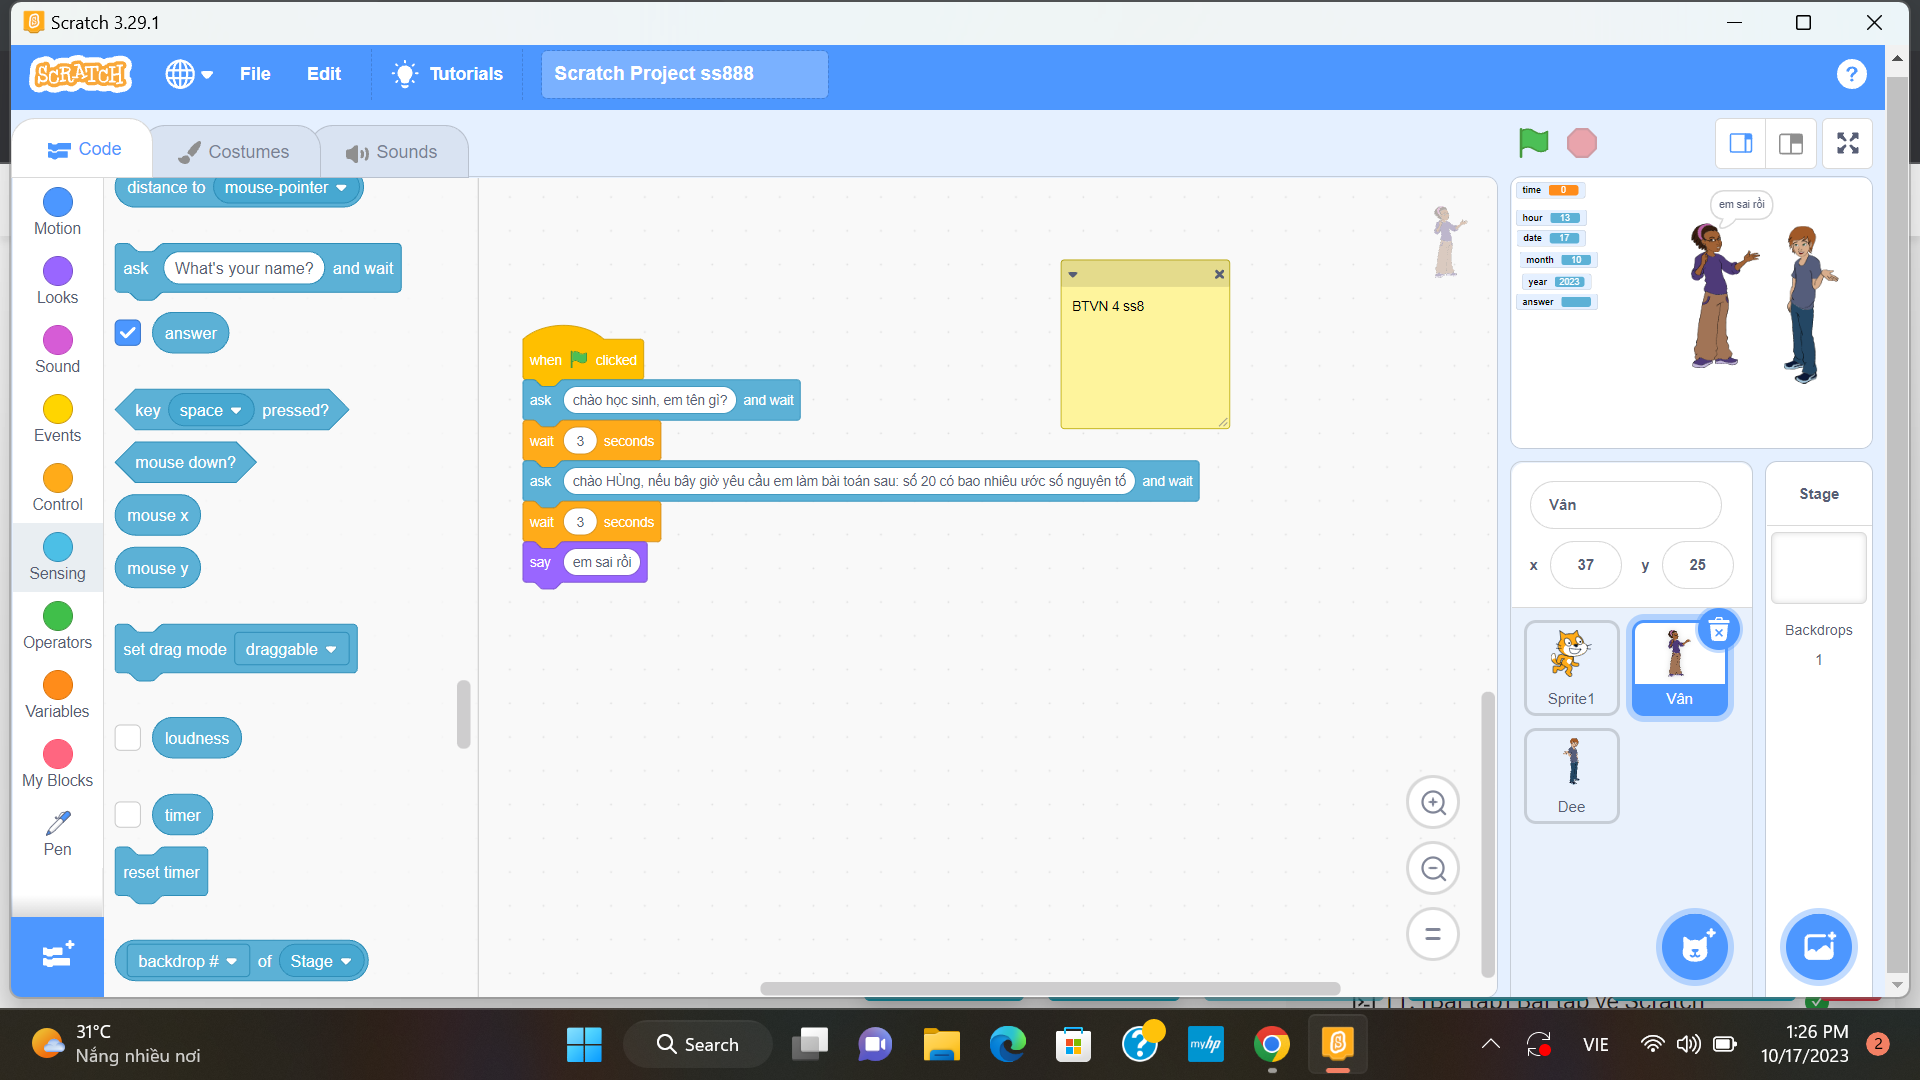 Scratch 3.29.1
SCRATCH
File
Edit
Tutorials
Scratch Project ss888
?
Code
Costumes
Sounds
Motion
Looks
Sound
Events
Control
Sensing
Operators
Variables
My Blocks
Pen
distance to mouse-pointer
ask What's your name? and wait
answer
key space pressed?
mouse down?
mouse x
mouse y
set drag mode draggable
loudness
timer
reset timer
backdrop # of Stage
when clicked
ask chào học sinh, em tên gì? and wait
wait 3 seconds
ask chào HÙng, nếu bây giờ yêu cầu em làm bài toán sau: số 20 có bao nhiêu ước số nguyên tố and wait
wait 3 seconds
say em sai rồi
BTVN 4 ss8
time 0
hour 13
date 17
month 10
year 2023
answer
em sai rồi
Vân
x 37 y 25
Sprite1
Vân
Dee
Stage
Backdrops
1
31°C
Nắng nhiều nơi
Search
myhp
VIE
1:26 PM
10/17/2023
2